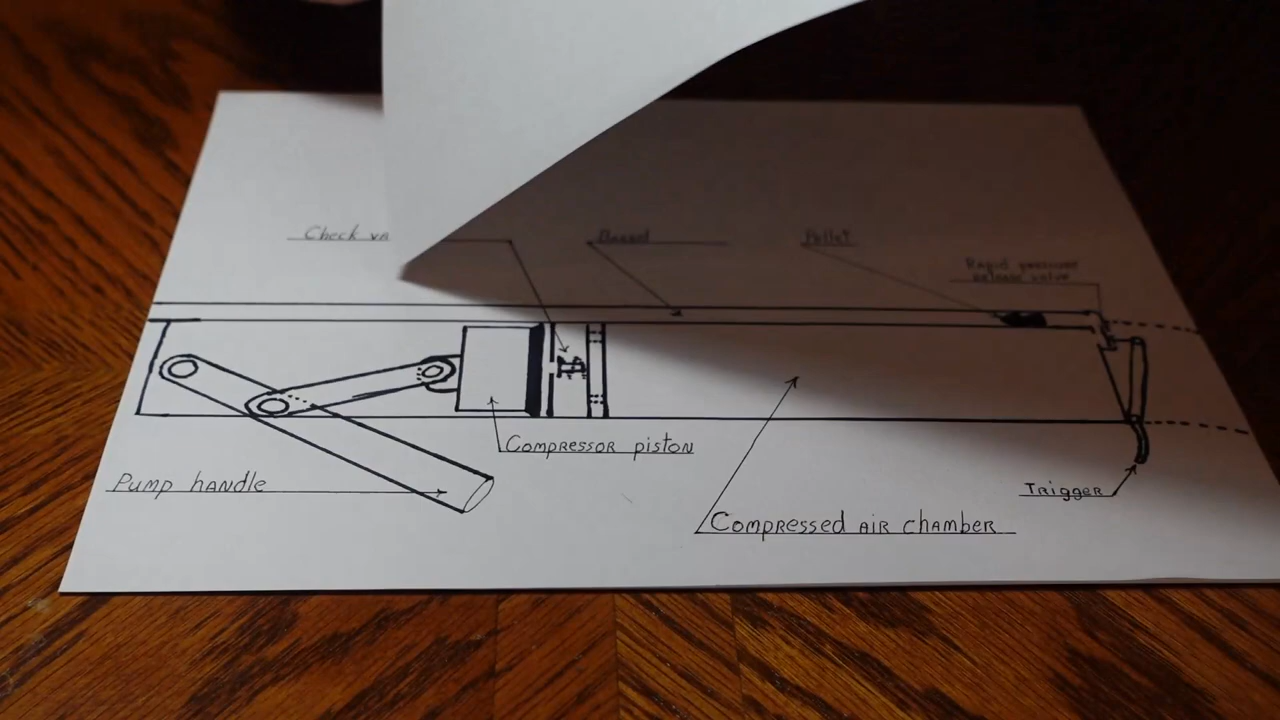 Check va
Barrel
Pellet
Rapid pressure
release valve
Compressor piston
Pump handle
Trigger
Compressed air chamber